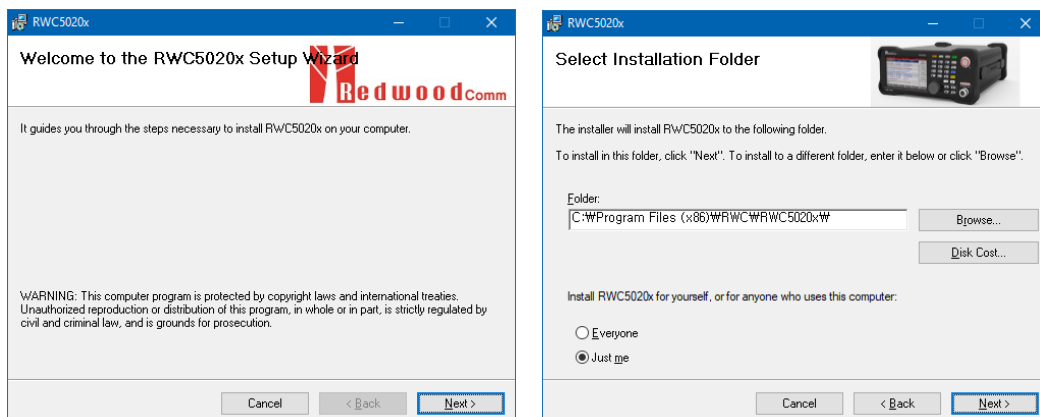 RWC5020x
Welcome to the RWC5020x Setup Wizard
RedwoodComm
It guides you through the steps necessary to install RWC5020x on your computer.
WARNING: This computer program is protected by copyright laws and international treaties.
Unauthorized reproduction or distribution of this program, in whole or in part, is strictly regulated by
civil and criminal law, and is grounds for prosecution.
Cancel
< Back
Next >
RWC5020x
Select Installation Folder
The installer will install RWC5020x to the following folder.
To install in this folder, click "Next". To install to a different folder, enter it below or click "Browse".
Folder:
C:₩Program Files (x86)₩RWC₩RWC5020x₩
Browse...
Disk Cost...
Install RWC5020x for yourself, or for anyone who uses this computer:
Everyone
Just me
Cancel
< Back
Next >